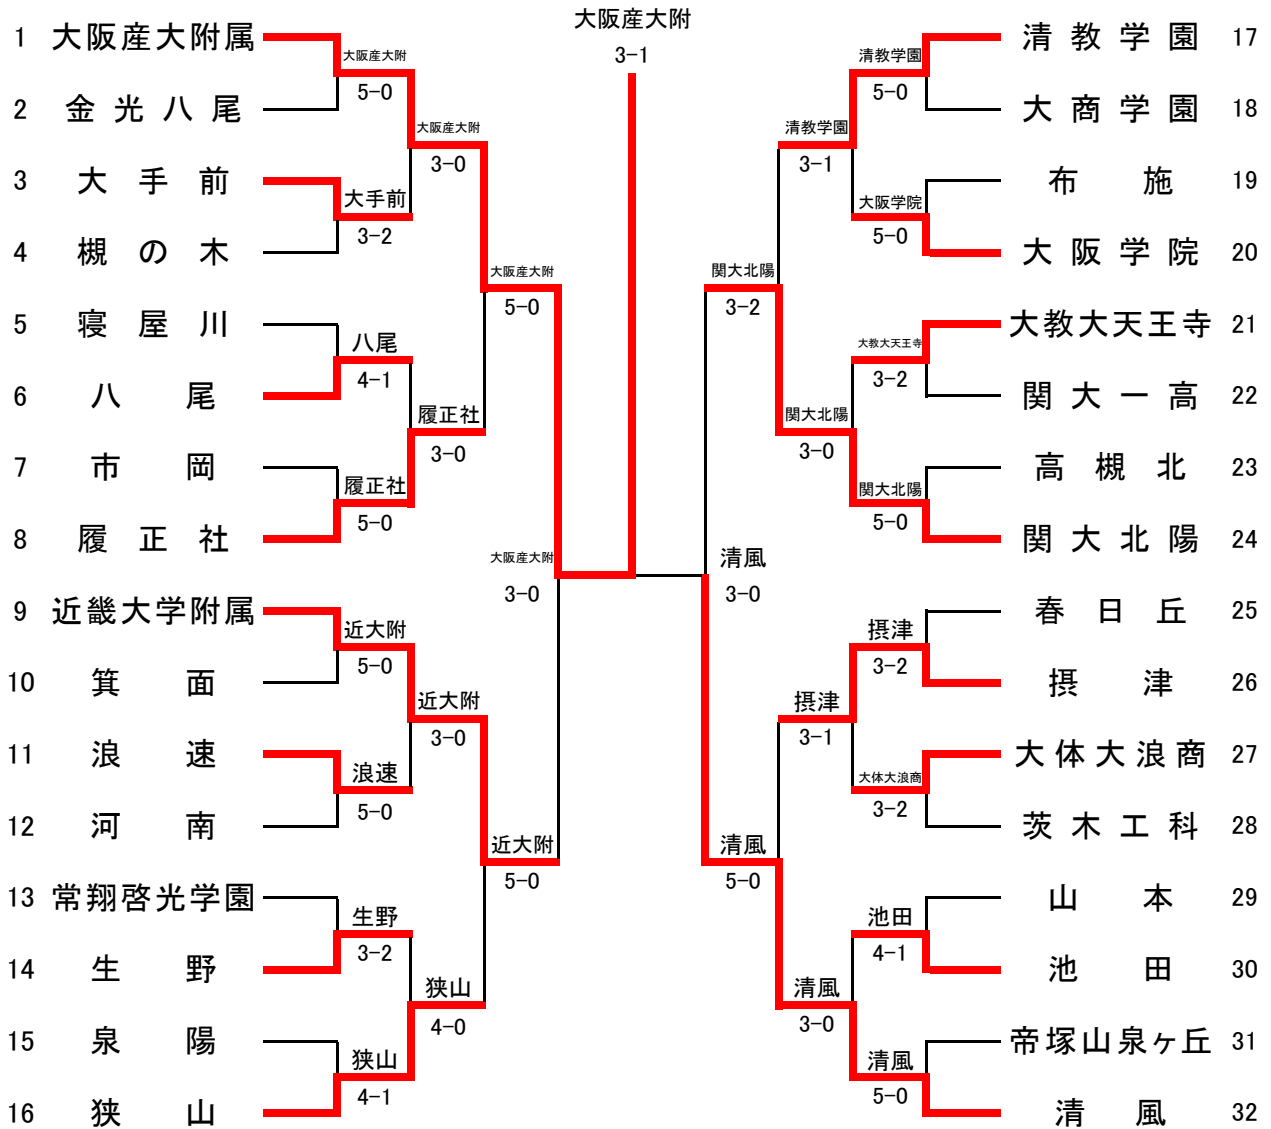 大阪産大附
3-1
1 大阪産大附属
大阪産大附
5-0
2 金光八尾
大阪産大附
3-0
3 大手前
大手前
3-2
4 槻の木
大阪産大附
5-0
5 寝屋川
八尾
4-1
6 八尾
履正社
3-0
7 市岡
履正社
5-0
8 履正社
大阪産大附
3-0
9 近畿大学附属
近大附
5-0
10 箕面
近大附
3-0
11 浪速
浪速
5-0
12 河南
近大附
5-0
13 常翔啓光学園
生野
3-2
14 生野
狭山
4-0
15 泉陽
狭山
4-1
16 狭山
清教学園 17
清教学園
5-0
大商学園 18
清教学園
3-1
布施 19
大阪学院
5-0
大阪学院 20
関大北陽
3-2
大教大天王寺 21
大教大天王寺
3-2
関大一高 22
関大北陽
3-0
高槻北 23
関大北陽
5-0
関大北陽 24
清風
3-0
春日丘 25
摂津
3-2
摂津 26
摂津
3-1
大体大浪商 27
大体大浪商
3-2
茨木工科 28
清風
5-0
山本 29
池田
4-1
池田 30
清風
3-0
帝塚山泉ヶ丘 31
清風
5-0
清風 32